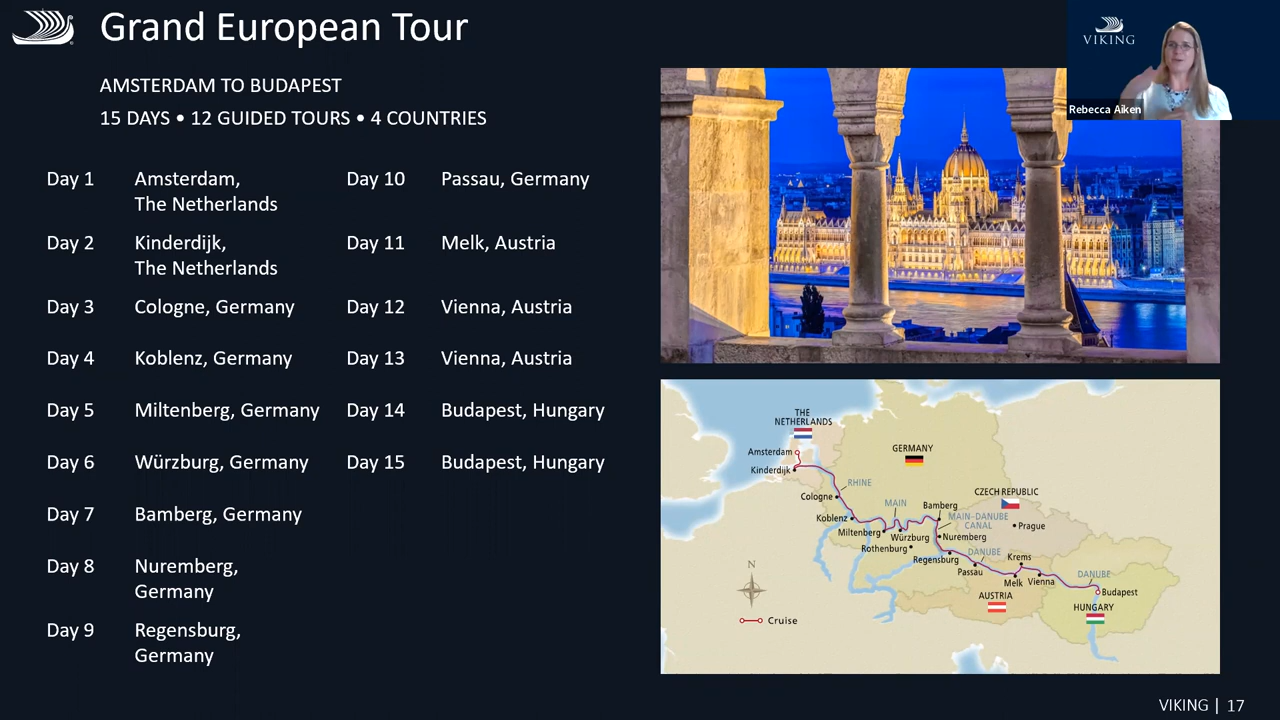 Grand European Tour
VIKING
Rebecca Aiken
AMSTERDAM TO BUDAPEST
15 DAYS • 12 GUIDED TOURS • 4 COUNTRIES
Day 1 Amsterdam,
The Netherlands
Day 2 Kinderdijk,
The Netherlands
Day 3 Cologne, Germany
Day 4 Koblenz, Germany
Day 5 Miltenberg, Germany
Day 6 Würzburg, Germany
Day 7 Bamberg, Germany
Day 8 Nuremberg,
Germany
Day 9 Regensburg,
Germany
Day 10 Passau, Germany
Day 11 Melk, Austria
Day 12 Vienna, Austria
Day 13 Vienna, Austria
Day 14 Budapest, Hungary
Day 15 Budapest, Hungary
THE
NETHERLANDS
Amsterdam
Kinderdijk
GERMANY
RHINE
Cologne
CZECH REPUBLIC
MAIN
Bamberg
Koblenz
MAIN-DANUBE
CANAL
Prague
Miltenberg
Würzburg
Nuremberg
Rothenburg
Regensburg
DANUBE
Krems
Passau
Melk
Vienna
DANUBE
Budapest
AUSTRIA
HUNGARY
N
Cruise
VIKING | 17